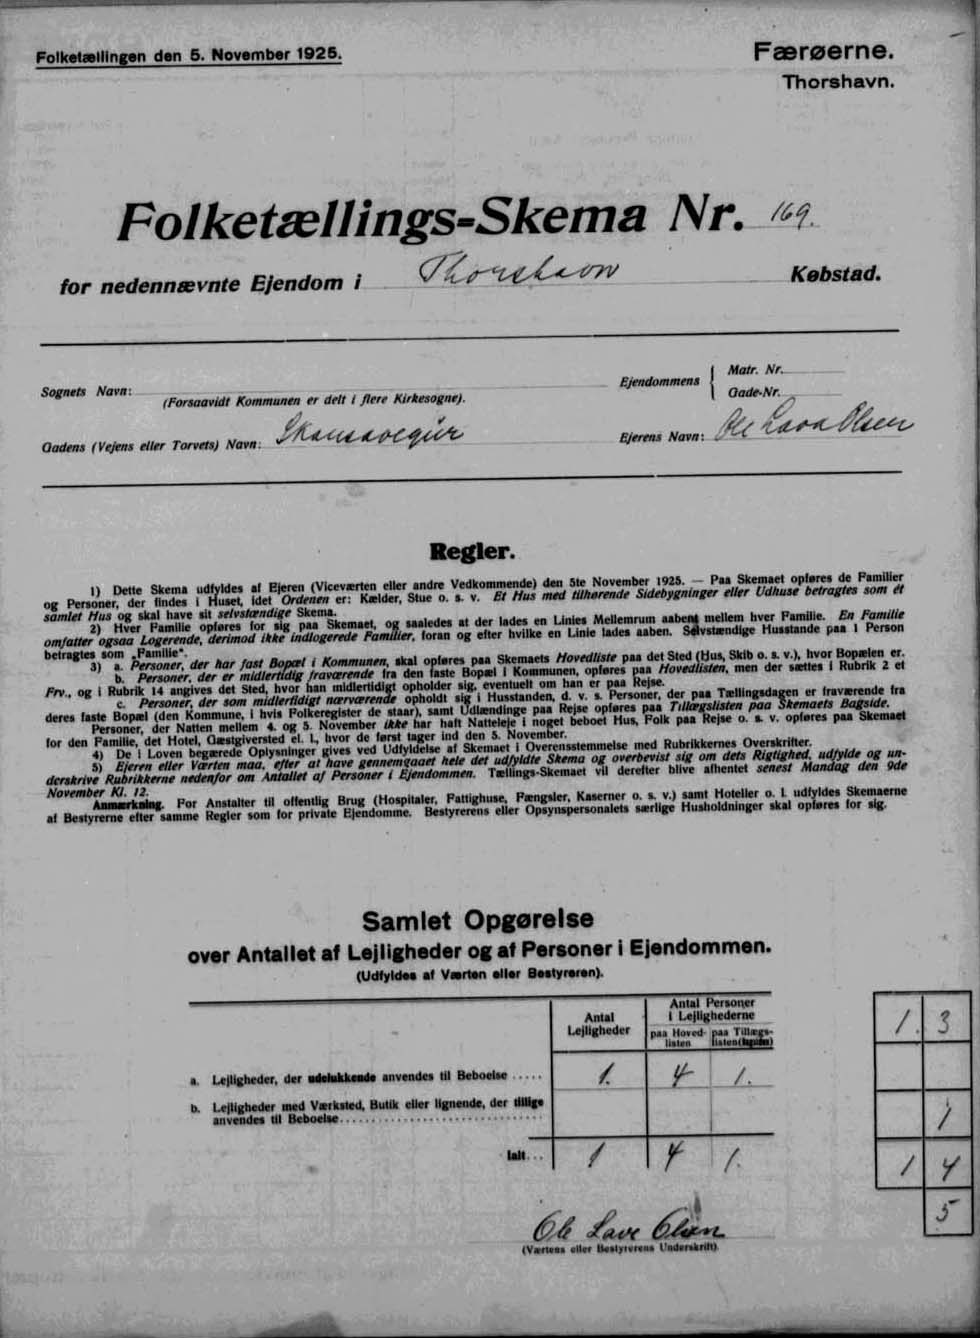 Folketællingen den 5. November 1925.
Færøerne.
Thorshavn.
Folketællings-Skema Nr. 169.
for nedennævnte Ejendom i Thorshavn Købstad.
Sognets Navn:
(Forsaavidt Kommunen er delt i flere Kirkesogne).
Ejendommens
Matr. Nr.
Gade-Nr.
Gadens (Vejens eller Torvets) Navn: Skansavegur
Ejerens Navn: Ole Lava Olsen
Regler.
1) Dette Skema udfyldes af Ejeren (Viceværten eller andre Vedkommende) den 5te November 1925. — Paa Skemaet opføres de Familier
og Personer, der findes i Huset, idet Ordenen er: Kælder, Stue o. s. v. Et Hus med tilhørende Sidebygninger eller Udhuse betragtes som ét
samlet Hus og skal have sit selvstændige Skema.
2) Hver Familie opføres for sig paa Skemaet, og saaledes at der lades en Linies Mellemrum aabent mellem hver Familie. En Familie
omfatter ogsaa Logerende, derimod ikke indlogerede Familier, foran og efter hvilke en Linie lades aaben. Selvstændige Husstande paa 1 Person
betragtes som „Familie".
3) a. Personer, der har fast Bopæl i Kommunen, skal opføres paa Skemaets Hovedliste paa det Sted (Hus, Skib o. s. v.), hvor Bopælen er.
b. Personer, der er midlertidig fraværende fra den faste Bopæl i Kommunen, opføres paa Hovedlisten, men der sættes i Rubrik 2 et
Frv., og i Rubrik 14 angives det Sted, hvor han midlertidigt opholder sig, eventuelt om han er paa Rejse.
c. Personer, der som midlertidigt nærværende opholdt sig i Husstanden, d. v. s. Personer, der paa Tællingsdagen er fraværende fra
deres faste Bopæl (den Kommune, i hvis Folkeregister de staar), samt Udlændinge paa Rejse opføres paa Tillægslisten paa Skemaets Bagside.
Personer, der Natten mellem 4. og 5. November ikke har haft Natteleje i noget beboet Hus, Folk paa Rejse o. s. v. opføres paa Skemaet
for den Familie, det Hotel, Gæstgiversted el. l., hvor de først tager ind den 5. November.
4) De i Loven begærede Oplysninger gives ved Udfyldelse af Skemaet i Overensstemmelse med Rubrikkernes Overskrifter.
5) Ejeren eller Værten maa, efter at have gennemgaaet hele det udfyldte Skema og overbevist sig om dets Rigtighed, udfylde og un-
derskrive Rubrikkerne nedenfor om Antallet af Personer i Ejendommen. Tællings-Skemaet vil derefter blive afhentet senest Mandag den 9de
November Kl. 12.
Anmærkning. For Anstalter til offentlig Brug (Hospitaler, Fattighuse, Fængsler, Kaserner o. s. v.) samt Hoteller o. l. udfyldes Skemaerne
af Bestyrerne efter samme Regler som for private Ejendomme. Bestyrerens eller Opsynspersonalets særlige Husholdninger skal opføres for sig.
Samlet Opgørelse
over Antallet af Lejligheder og af Personer i Ejendommen.
(Udfyldes af Værten eller Bestyreren).
Antal Lejligheder
Antal Personer i Lejlighederne
paa Hoved-listen
paa Tillægs-listen (Bagsiden)
a. Lejligheder, der udelukkende anvendes til Beboelse ..... 1. 4 1.
b. Lejligheder med Værksted, Butik eller lignende, der tillige
anvendes til Beboelse
Ialt... 1 4 1.
1. 3
1
1 4
5
Ole Lave Olsen
(Værtens eller Bestyrerens Underskrift).